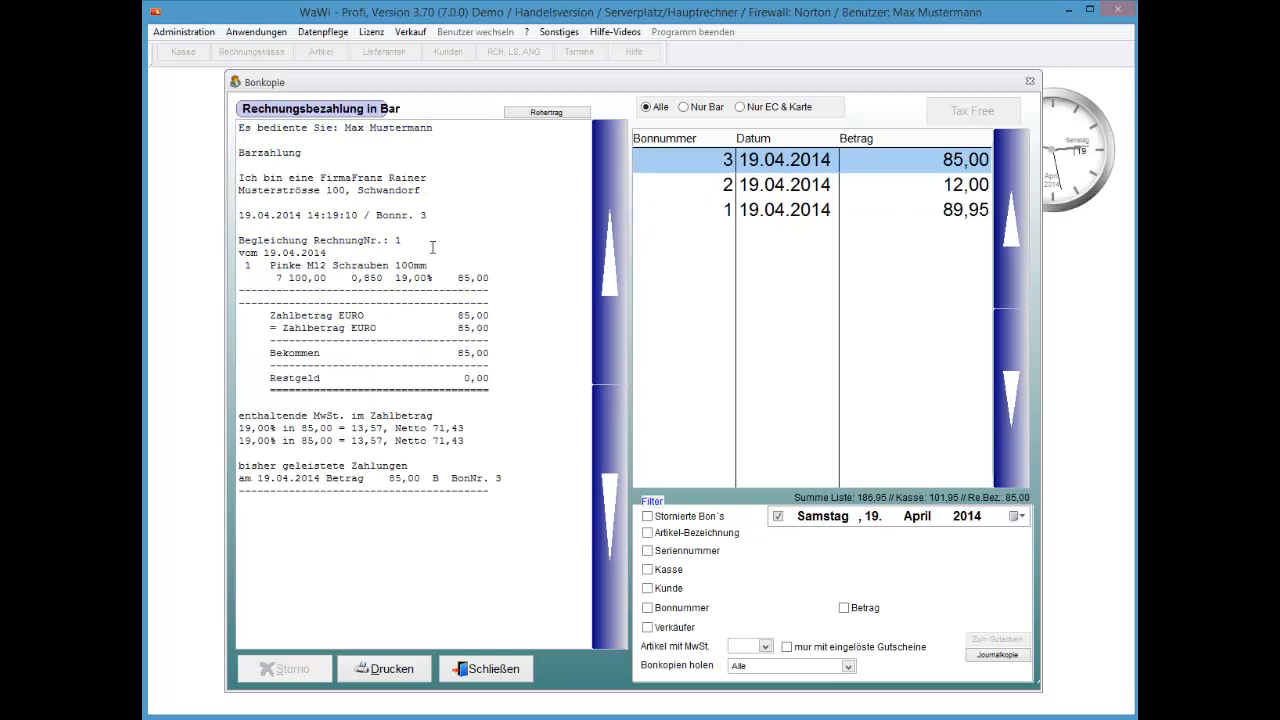 WaWi - Profi, Version 3.70 (7.0.0) Demo / Handelsversion / Serverplatz/Hauptrechner / Firewall: Norton / Benutzer: Max Mustermann
Administration Anwendungen Datenpflege Lizenz Verkauf Benutzer wechseln ? Sonstiges Hilfe-Videos Programm beenden
Kasse Rechnungskasse Artikel Lieferanten Kunden RCH, LS, ANG Termine Hilfe
Bonkopie
Rechnungsbezahlung in Bar
Rohertrag
Es bediente Sie: Max Mustermann
Barzahlung
Ich bin eine FirmaFranz Rainer
Musterströsse 100, Schwandorf
19.04.2014 14:19:10 / Bonnr. 3
Begleichung RechnungNr.: 1
vom 19.04.2014
1 Pinke M12 Schrauben 100mm
7 100,00 0,850 19,00% 85,00
----------------------------------------
----------------------------------------
Zahlbetrag EURO 85,00
= Zahlbetrag EURO 85,00
-----------------------------------
Bekommen 85,00
-----------------------------------
Restgeld 0,00
===================================
enthaltende MwSt. im Zahlbetrag
19,00% in 85,00 = 13,57, Netto 71,43
19,00% in 85,00 = 13,57, Netto 71,43
bisher geleistete Zahlungen
am 19.04.2014 Betrag 85,00 B BonNr. 3
----------------------------------------
Storno Drucken Schließen
Alle Nur Bar Nur EC & Karte
Tax Free
Bonnummer Datum Betrag
3 19.04.2014 85,00
2 19.04.2014 12,00
1 19.04.2014 89,95
Summe Liste: 186,95 // Kasse: 101,95 // Re.Bez.: 85,00
Filter
Stornierte Bon´s
Samstag , 19. April 2014
Artikel-Bezeichnung
Seriennummer
Kasse
Kunde
Bonnummer Betrag
Verkäufer
Artikel mit MwSt. nur mit eingelöste Gutscheine
Zum Gutschein
Journalkopie
Bonkopien holen Alle
Samstag
19
April
2014